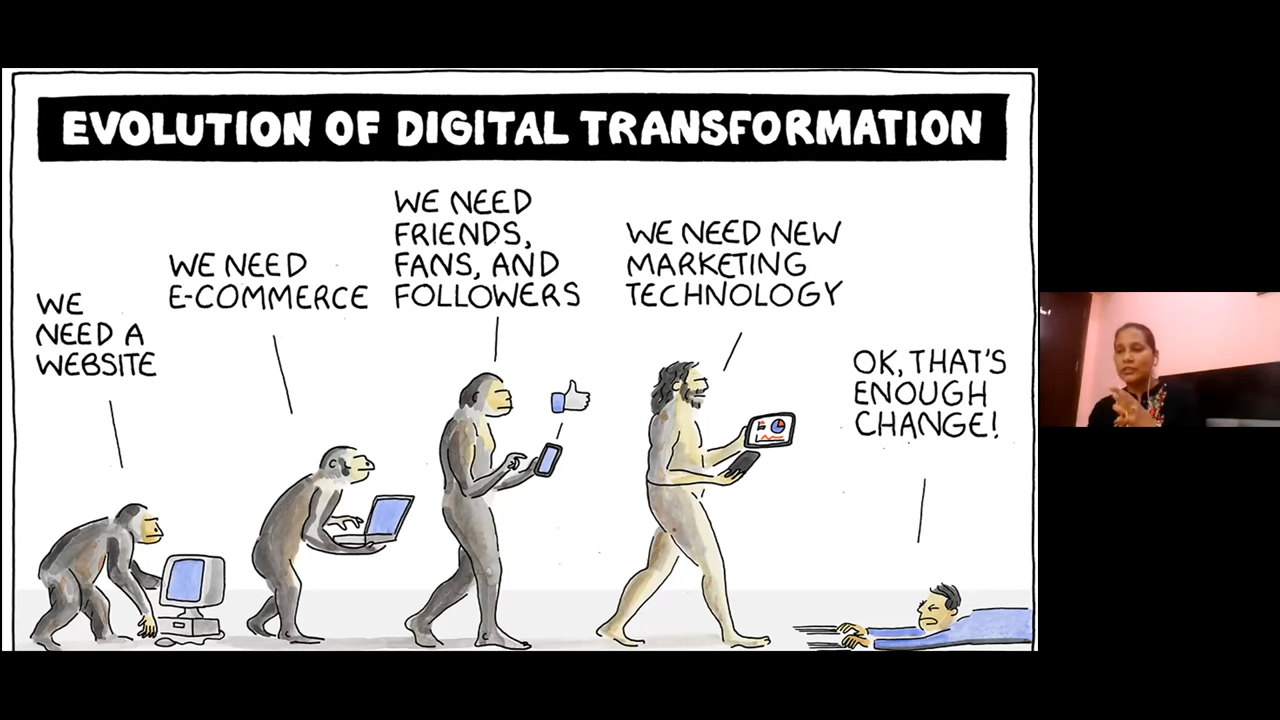 EVOLUTION OF DIGITAL TRANSFORMATION
WE
NEED A
WEBSITE
WE NEED
E-COMMERCE
WE NEED
FRIENDS,
FANS, AND
FOLLOWERS
WE NEED NEW
MARKETING
TECHNOLOGY
OK, THAT'S
ENOUGH
CHANGE!